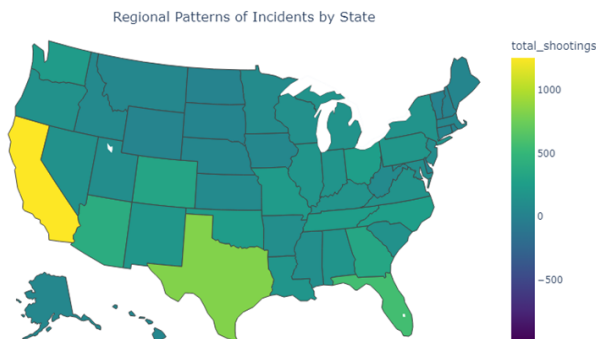 Regional Patterns of Incidents by State
total_shootings
1000
500
0
−500